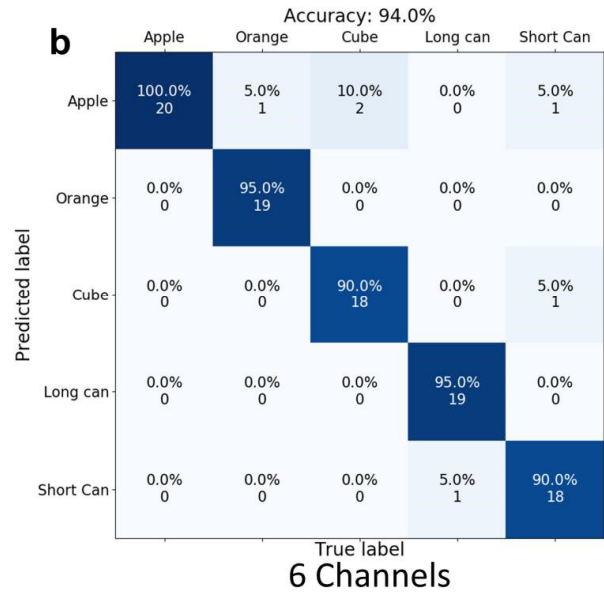 b
Accuracy: 94.0%
Apple Orange Cube Long can Short Can
Apple 100.0% 5.0% 10.0% 0.0% 5.0%
20 1 2 0 1
Orange 0.0% 95.0% 0.0% 0.0% 0.0%
0 19 0 0 0
Cube 0.0% 0.0% 90.0% 0.0% 5.0%
0 0 18 0 1
Long can 0.0% 0.0% 0.0% 95.0% 0.0%
0 0 0 19 0
Short Can 0.0% 0.0% 0.0% 5.0% 90.0%
0 0 0 1 18
Predicted label
True label
6 Channels